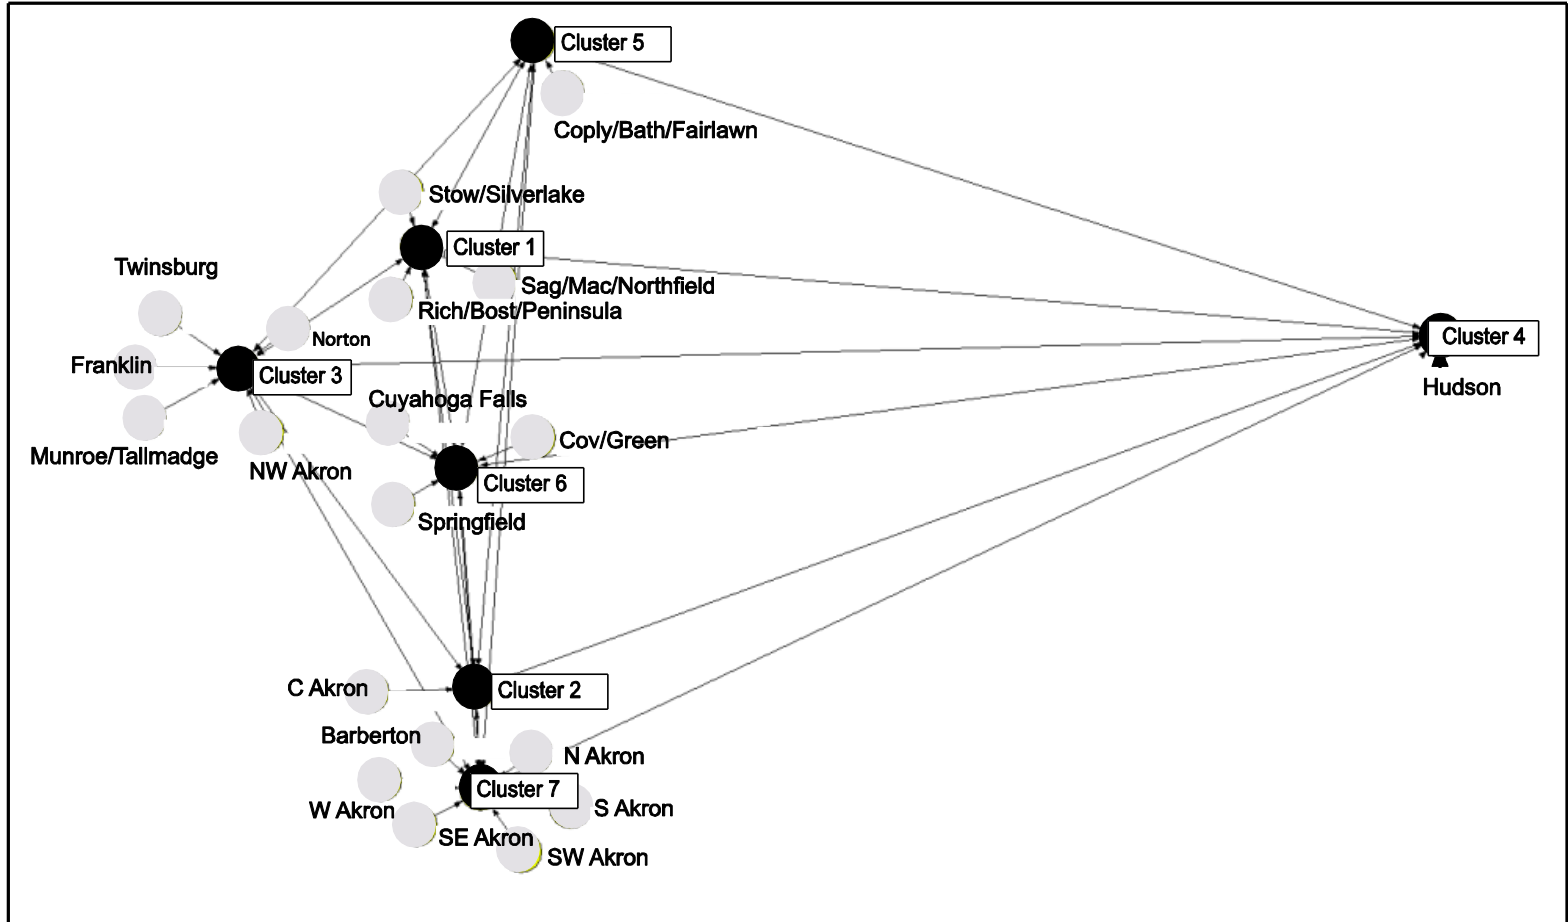 Cluster 5
Coply/Bath/Fairlawn
Stow/Silverlake
Cluster 1
Twinsburg
Sag/Mac/Northfield
Rich/Bost/Peninsula
Norton
Cluster 4
Franklin
Cluster 3
Hudson
Cuyahoga Falls
Cov/Green
Munroe/Tallmadge
NW Akron
Cluster 6
Springfield
C Akron
Cluster 2
Barberton
N Akron
Cluster 7
W Akron
S Akron
SE Akron
SW Akron